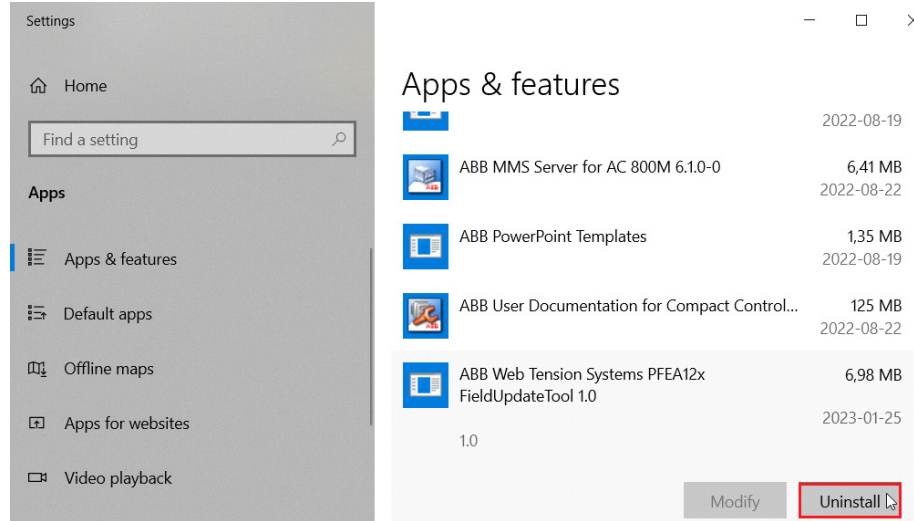 Settings
Home
Find a setting
Apps
Apps & features
Default apps
Offline maps
Apps for websites
Video playback
Apps & features
2022-08-19
ABB MMS Server for AC 800M 6.1.0-0
6,41 MB
2022-08-22
ABB PowerPoint Templates
1,35 MB
2022-08-19
ABB User Documentation for Compact Control...
125 MB
2022-08-22
ABB Web Tension Systems PFEA12x
FieldUpdateTool 1.0
6,98 MB
2023-01-25
1.0
Modify
Uninstall